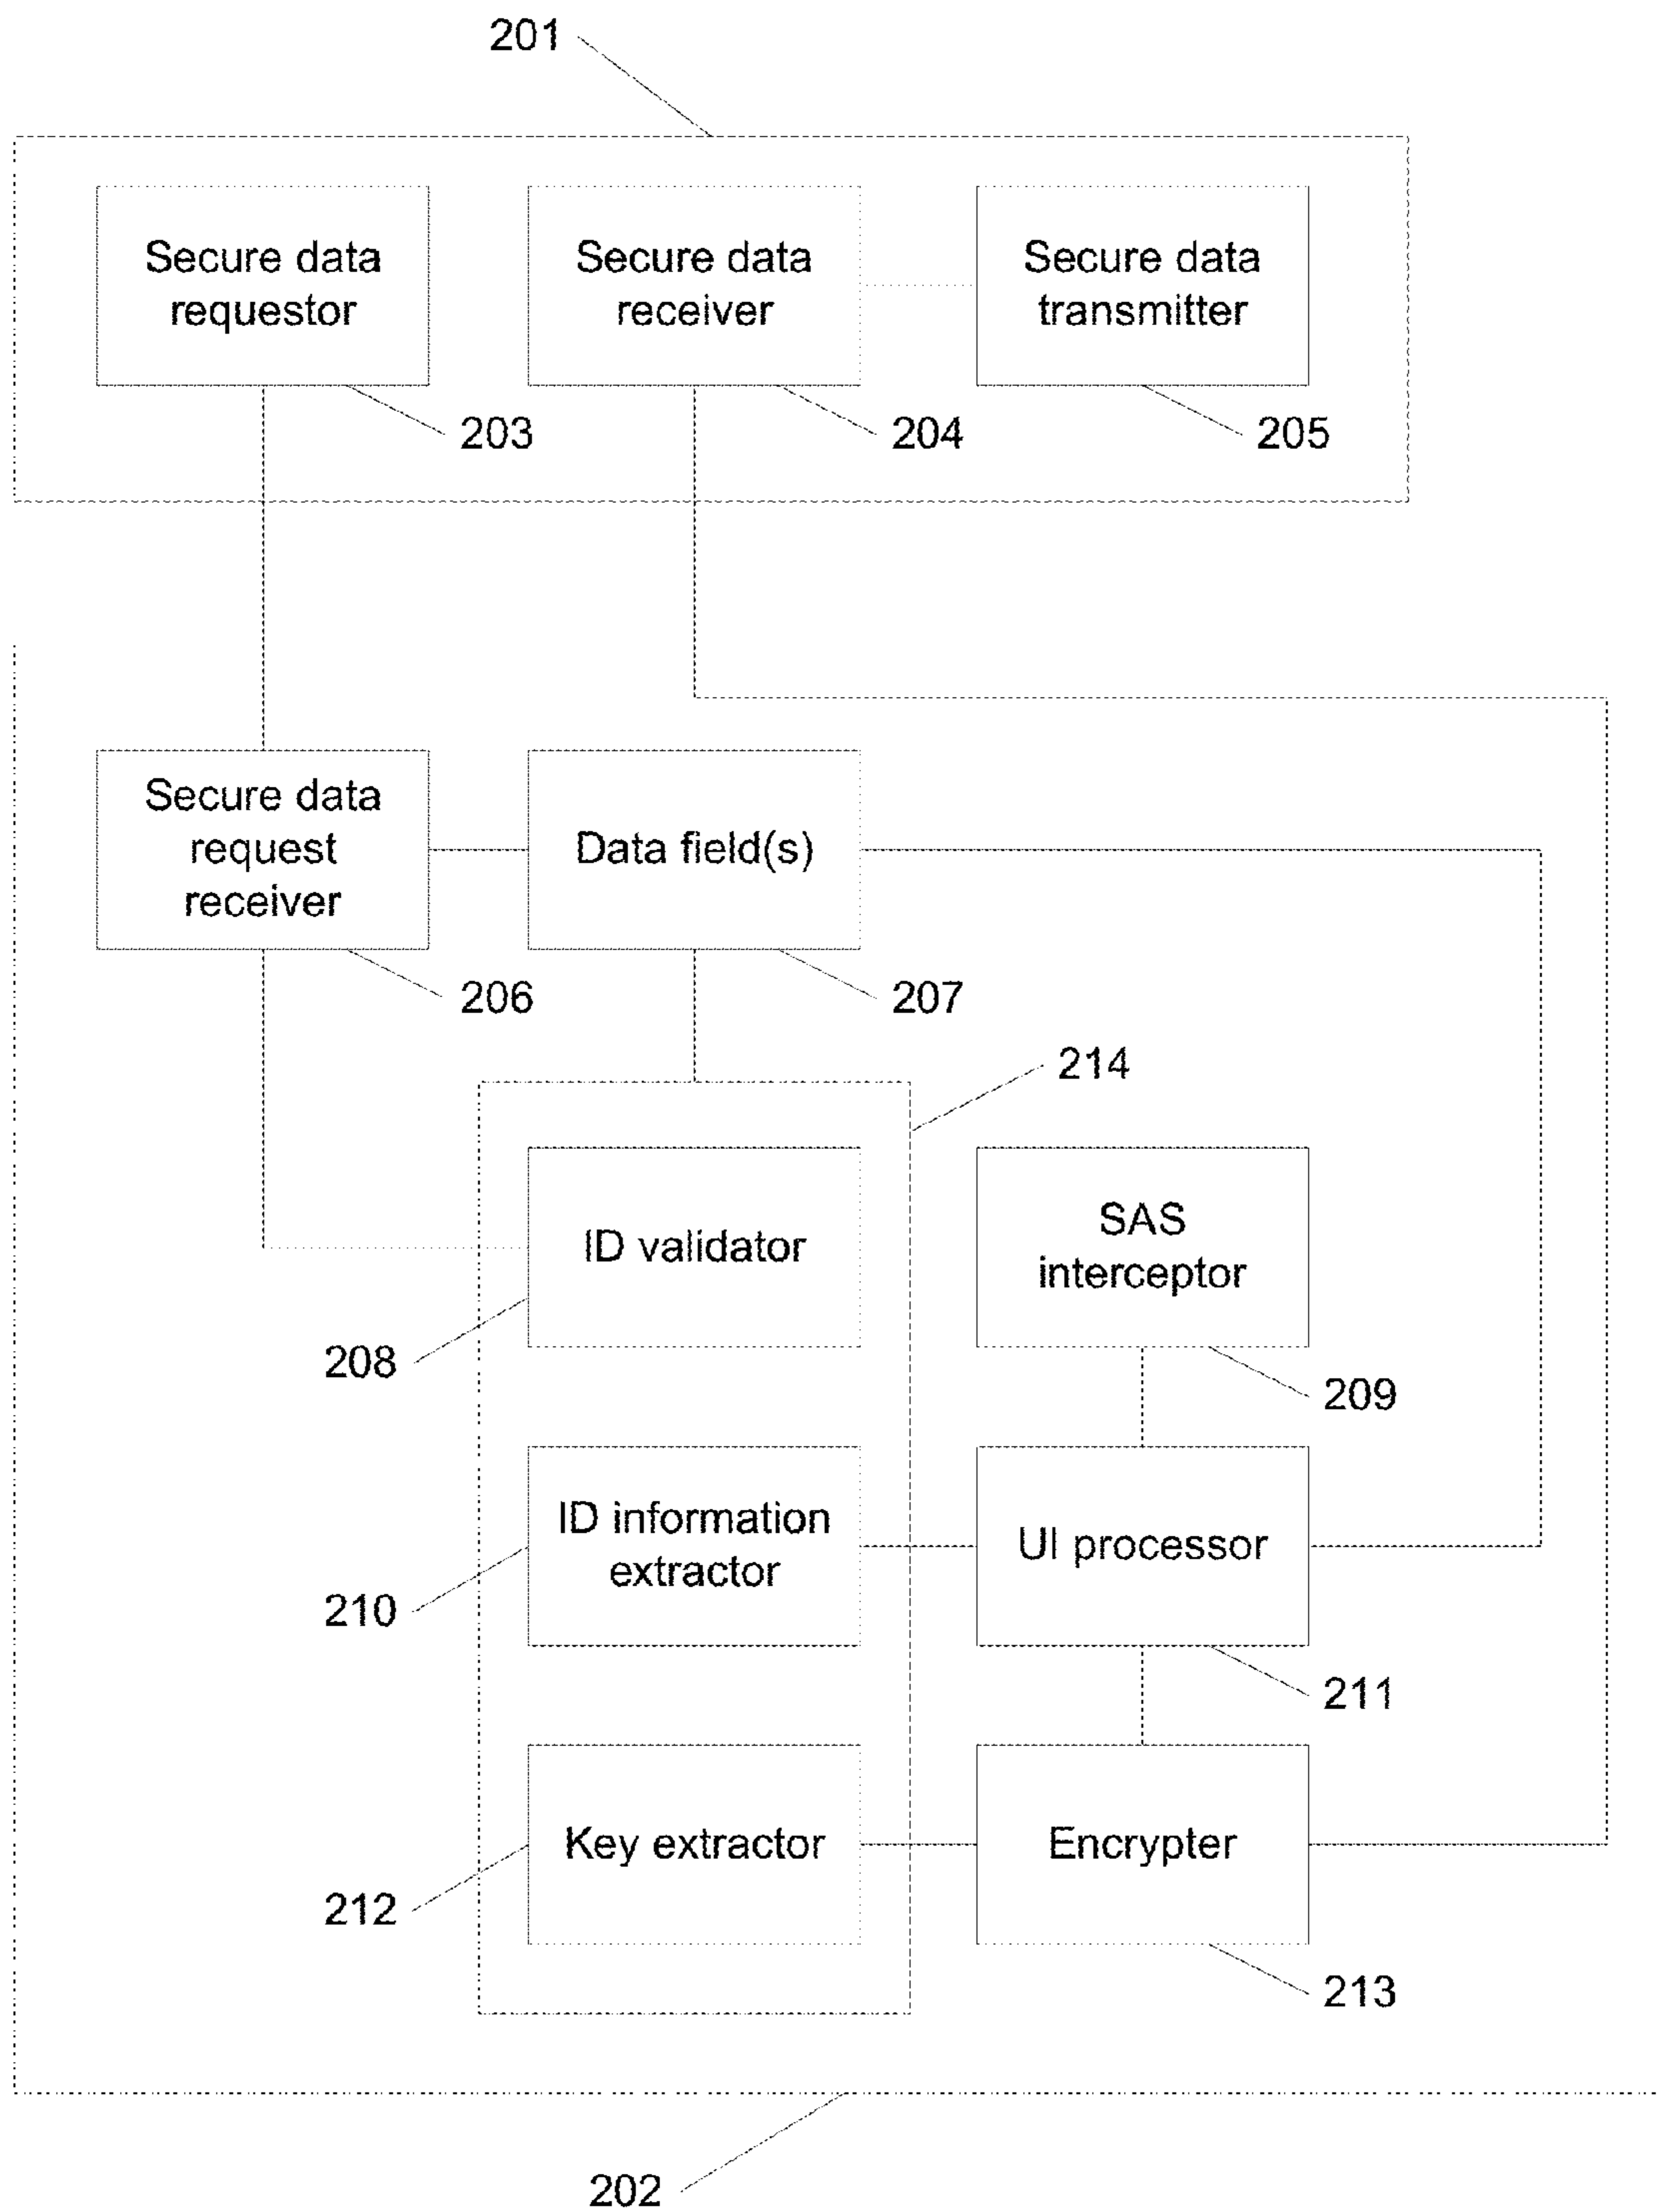 201
Secure data
requestor
Secure data
receiver
Secure data
transmitter
203
204
205
Secure data
request
receiver
Data field(s)
206
207
214
ID validator
SAS
interceptor
208
209
ID information
extractor
UI processor
210
211
Key extractor
Encrypter
212
213
202